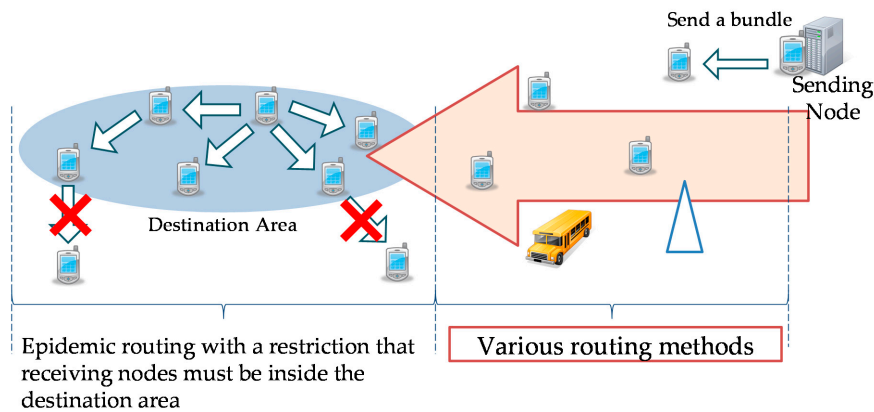 Send a bundle
Sending
Node
Destination Area
Epidemic routing with a restriction that
receiving nodes must be inside the
destination area
Various routing methods